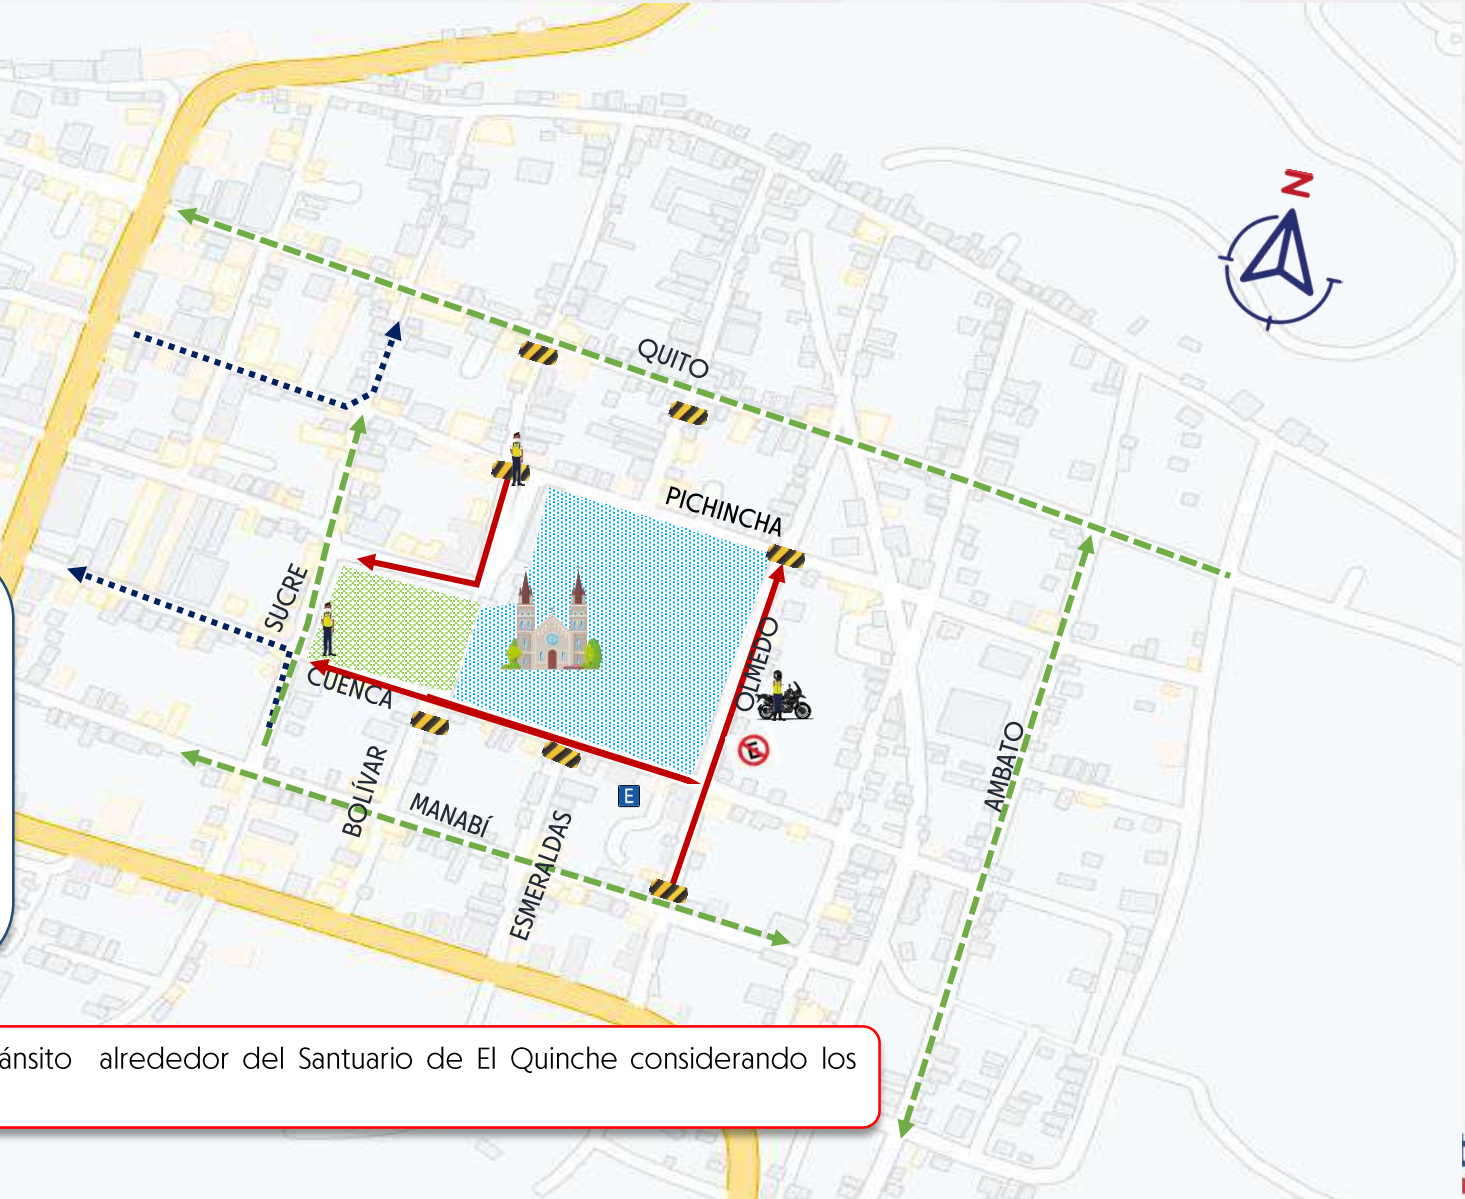 N
QUITO
PICHINCHA
SUCRE
OLMEDO
CUENCA
E
AMBATO
BOLÍVAR
E
MANABÍ
ESMERALDAS
ánsito alrededor del Santuario de El Quinche considerando los